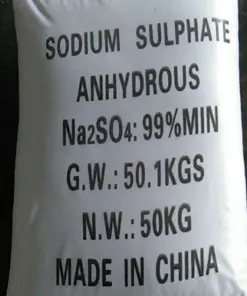 SODIUM SULPHATE
ANHYDROUS
Na2SO4: 99%MIN
G.W.: 50.1KGS
N.W.: 50KG
MADE IN CHINA